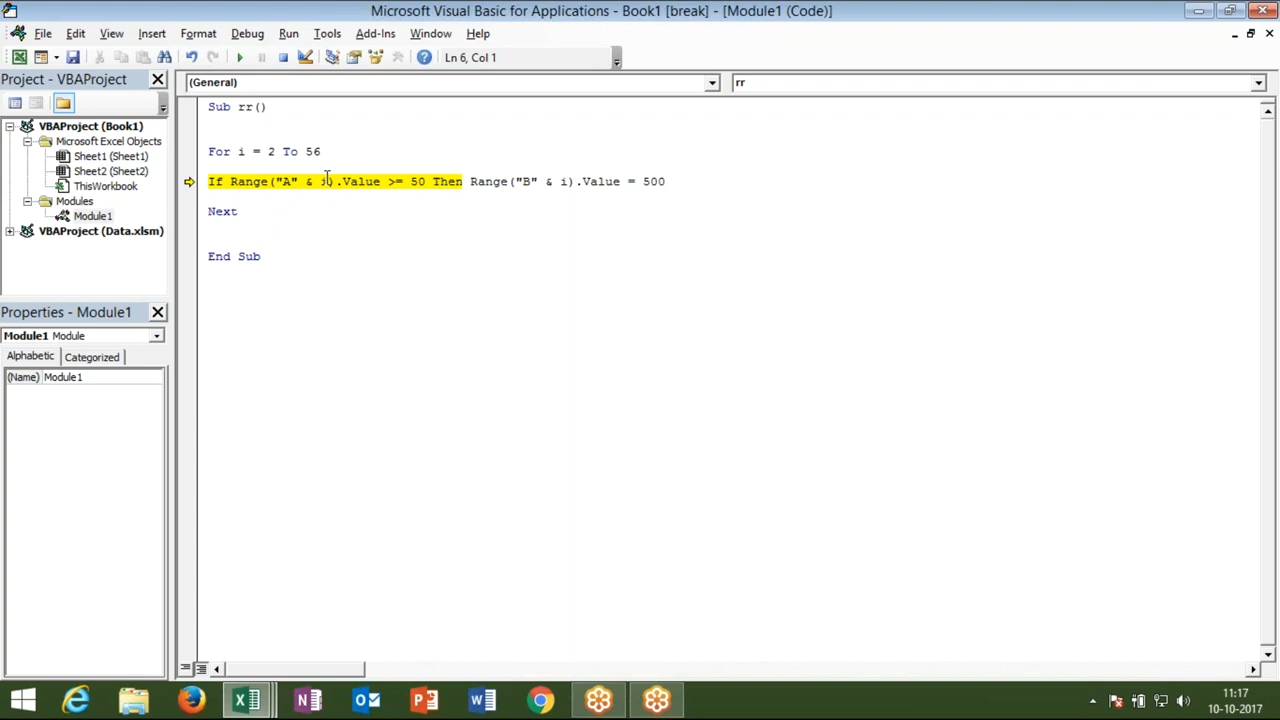 Microsoft Visual Basic for Applications - Book1 [break] - [Module1 (Code)]
File Edit View Insert Format Debug Run Tools Add-Ins Window Help
Ln 6, Col 1
Project - VBAProject
(General)
rr
VBAProject (Book1)
Microsoft Excel Objects
Sheet1 (Sheet1)
Sheet2 (Sheet2)
ThisWorkbook
Modules
Module1
VBAProject (Data.xlsm)
Properties - Module1
Module1 Module
Alphabetic Categorized
(Name) Module1
Sub rr()
For i = 2 To 56
If Range("A" & i).Value >= 50 Then Range("B" & i).Value = 500
Next
End Sub
11:17
10-10-2017